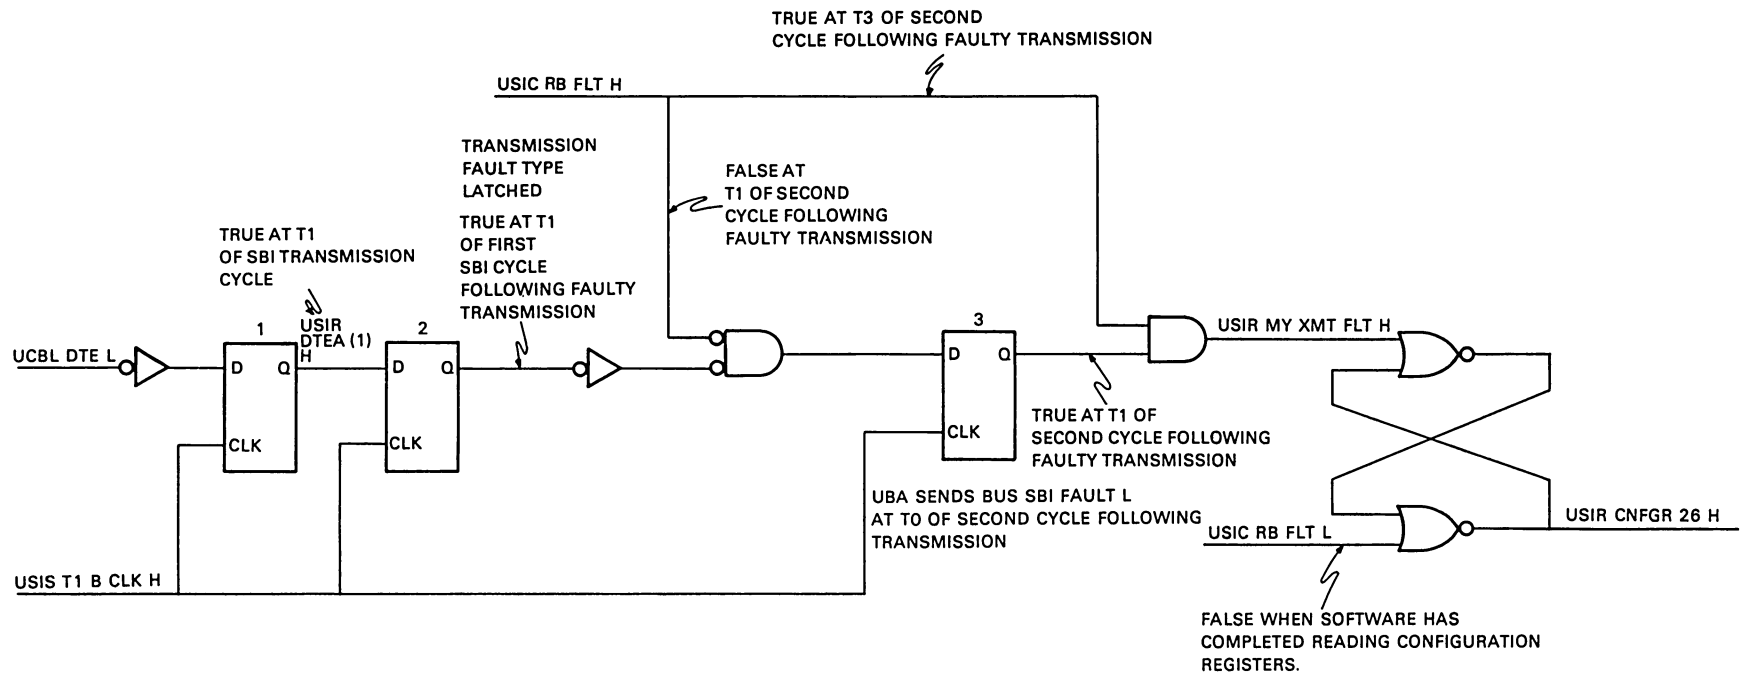 TRUE AT T3 OF SECOND
CYCLE FOLLOWING FAULTY TRANSMISSION
USIC RB FLT H
TRANSMISSION
FAULT TYPE
LATCHED
FALSE AT
T1 OF SECOND
CYCLE FOLLOWING
FAULTY TRANSMISSION
TRUE AT T1
OF SBI TRANSMISSION
CYCLE
TRUE AT T1
OF FIRST
SBI CYCLE
FOLLOWING FAULTY
TRANSMISSION
1
USIR
DTEA (1)
H
2
3
UCBL DTE L
D
Q
CLK
D
Q
CLK
D
Q
CLK
USIR MY XMT FLT H
TRUE AT T1 OF
SECOND CYCLE FOLLOWING
FAULTY TRANSMISSION
UBA SENDS BUS SBI FAULT L
AT T0 OF SECOND CYCLE FOLLOWING
TRANSMISSION
USIC RB FLT L
USIR CNFGR 26 H
USIS T1 B CLK H
FALSE WHEN SOFTWARE HAS
COMPLETED READING CONFIGURATION
REGISTERS.